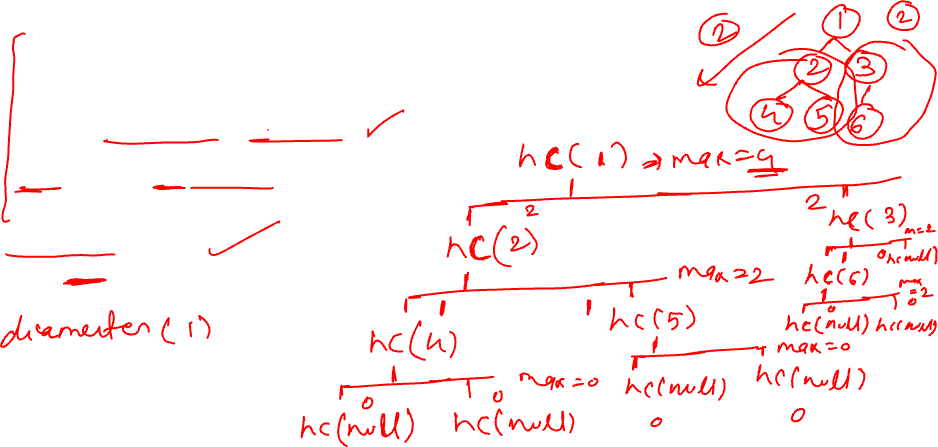 ② 1 ②
2 3
4 5 6
hc(1) → max=4
2 2
hc(2) hc(3)
m=2
0 hc(null)
max=2 hc(6) max=2
0 0
hc(4) hc(5) hc(null) hc(null)
diameter(1)
max=0
max=0 hc(null) hc(null)
0 0
hc(null) hc(null) 0 0